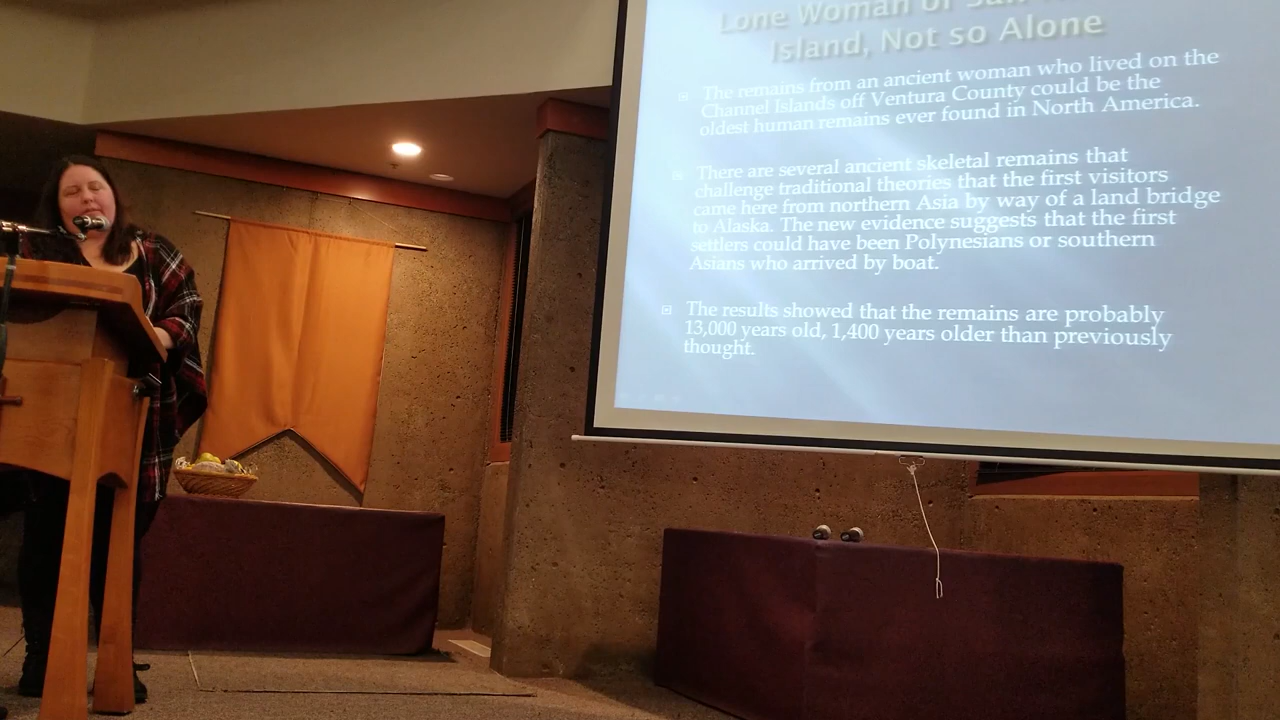 Lone Woman of San
Island, Not so Alone
The remains from an ancient woman who lived on the
Channel Islands off Ventura County could be the
oldest human remains ever found in North America.
There are several ancient skeletal remains that
challenge traditional theories that the first visitors
came here from northern Asia by way of a land bridge
to Alaska. The new evidence suggests that the first
settlers could have been Polynesians or southern
Asians who arrived by boat.
The results showed that the remains are probably
13,000 years old, 1,400 years older than previously
thought.